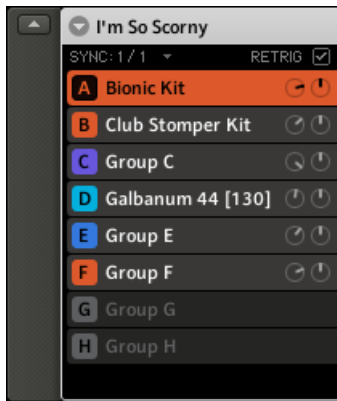 I'm So Scorny
SYNC: 1 / 1 RETRIG
A Bionic Kit
B Club Stomper Kit
C Group C
D Galbanum 44 [130]
E Group E
F Group F
G Group G
H Group H